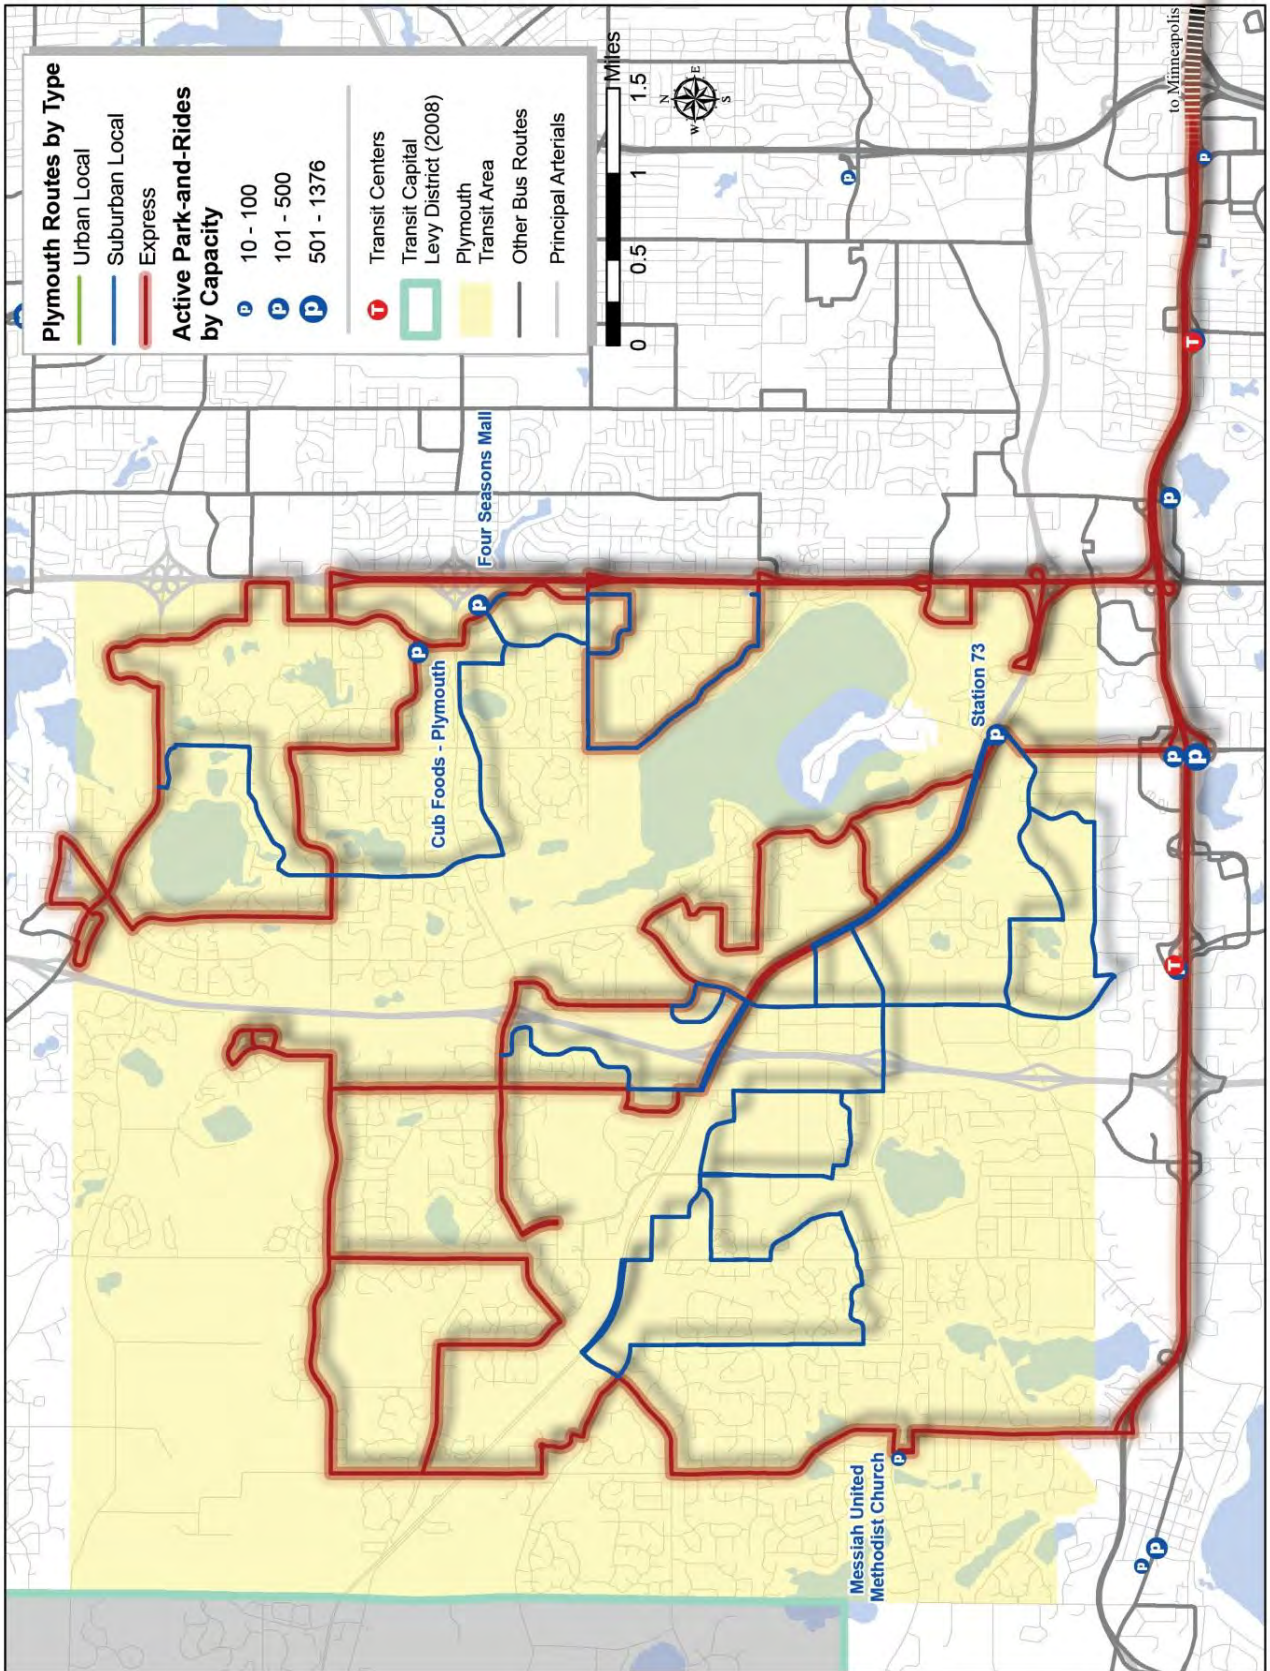 Plymouth Routes by Type
Urban Local
Suburban Local
Express
Active Park-and-Rides
by Capacity
P 10 - 100
P 101 - 500
P 501 - 1376
T Transit Centers
Transit Capital
Levy District (2008)
Plymouth
Transit Area
Other Bus Routes
Principal Arterials
0 0.5 1 1.5 Miles
N
W E
S
to Minneapolis
Four Seasons Mall
P
Cub Foods - Plymouth
P
Station 73
P
Messiah United
Methodist Church
P
P
P
T
P
P
T
P
P
P
P